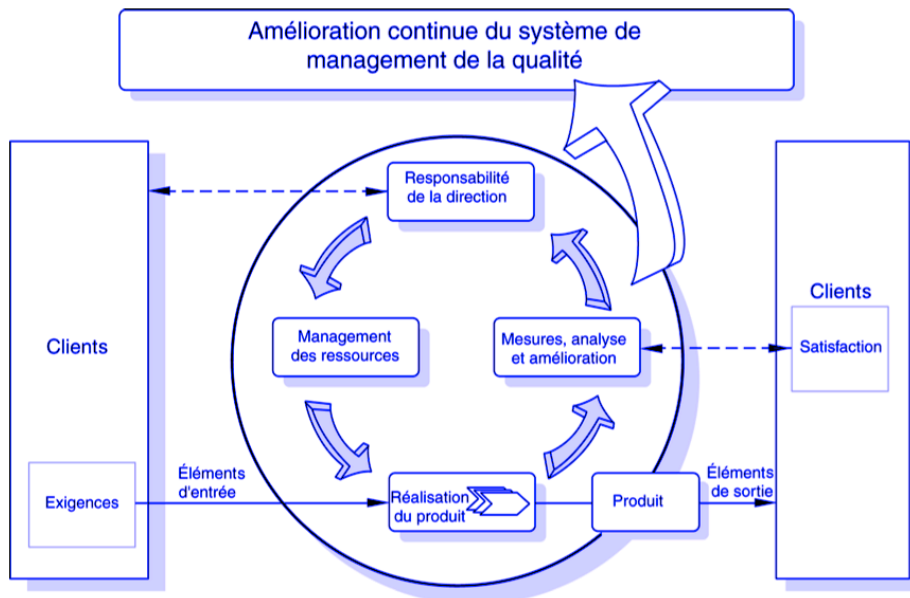 Amélioration continue du système de
management de la qualité
Responsabilité
de la direction
Clients
Management
des ressources
Mesures, analyse
et amélioration
Clients
Satisfaction
Exigences
Éléments
d'entrée
Réalisation
du produit
Produit
Éléments
de sortie